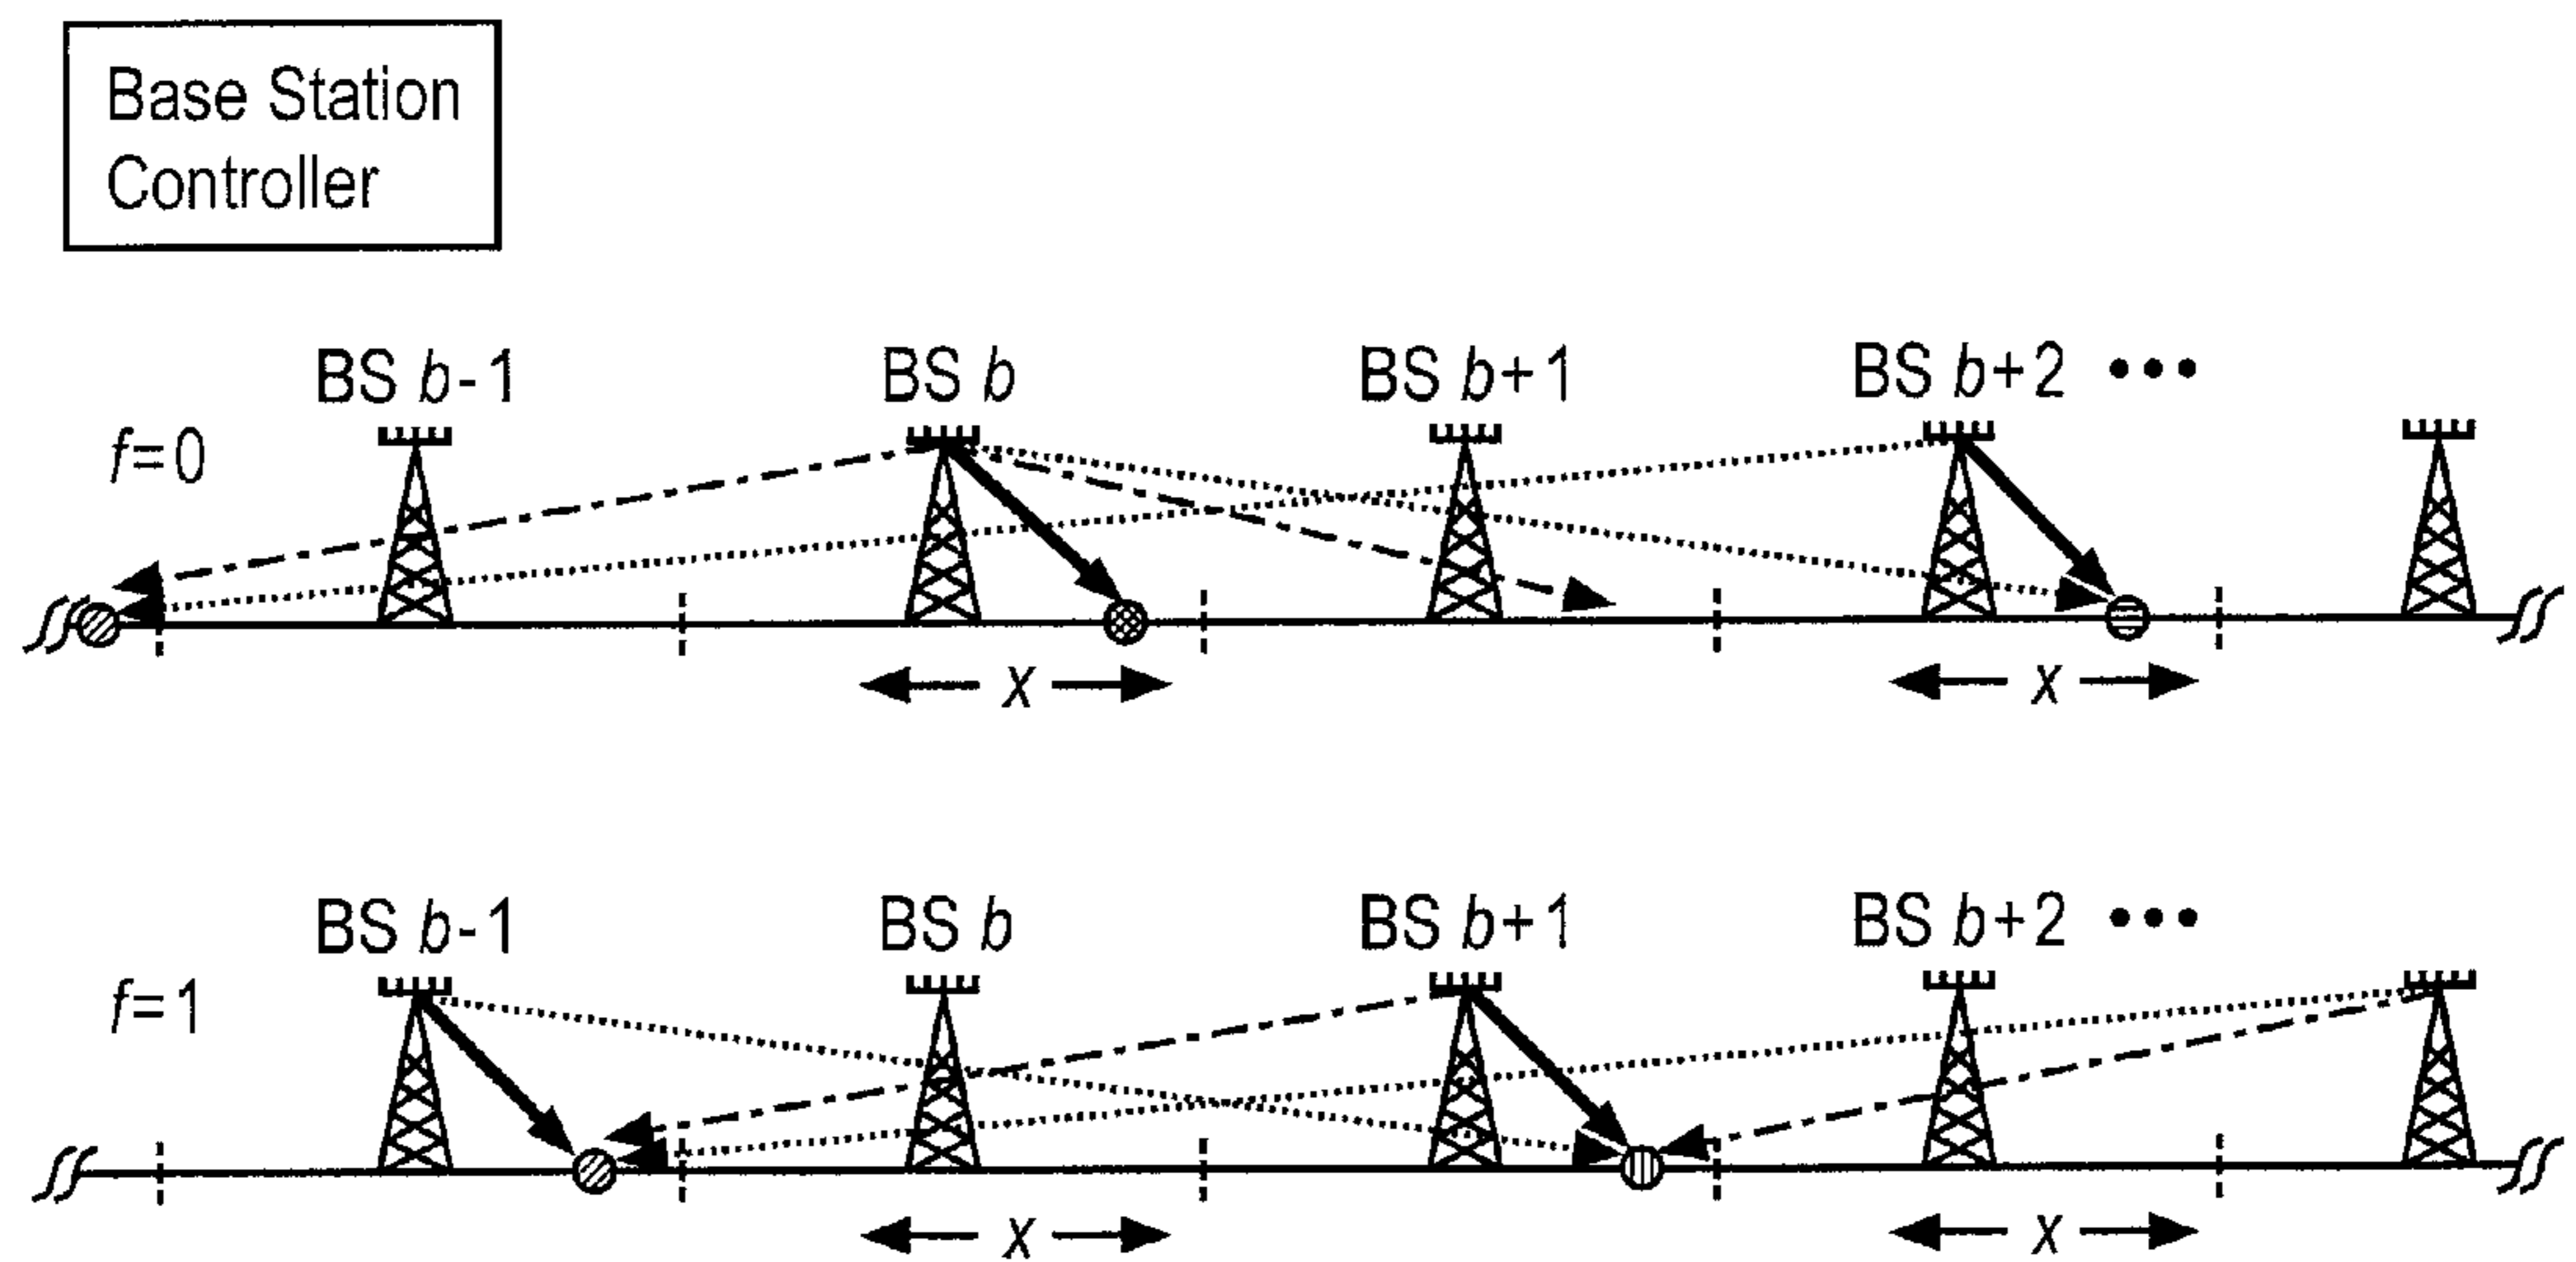 Base Station
Controller
BS b-1 BS b BS b+1 BS b+2 •••
f=0
x x
BS b-1 BS b BS b+1 BS b+2 •••
f=1
x x